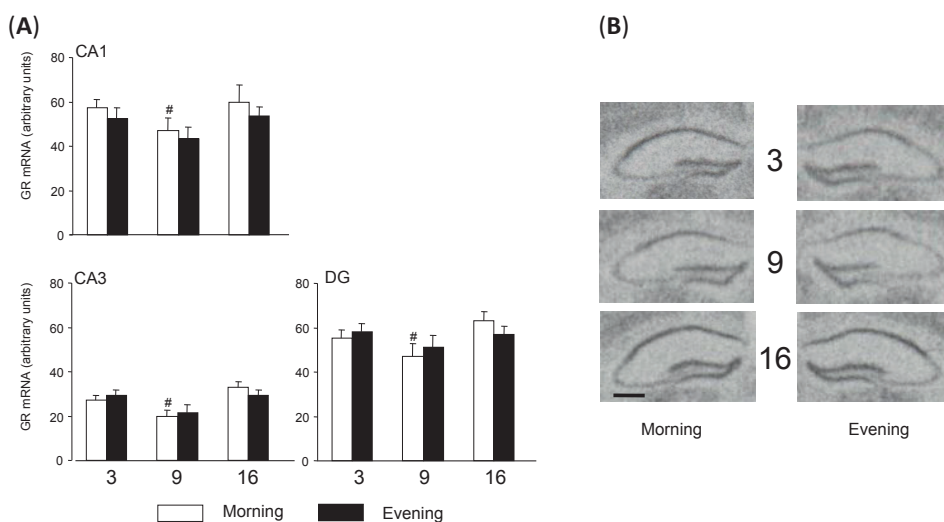 (A)
CA1
GR mRNA (arbitrary units)
80
60
40
20
0
#
CA3
GR mRNA (arbitrary units)
80
60
40
20
0
#
3 9 16
DG
80
60
40
20
0
#
3 9 16
Morning Evening
(B)
3
9
16
Morning Evening